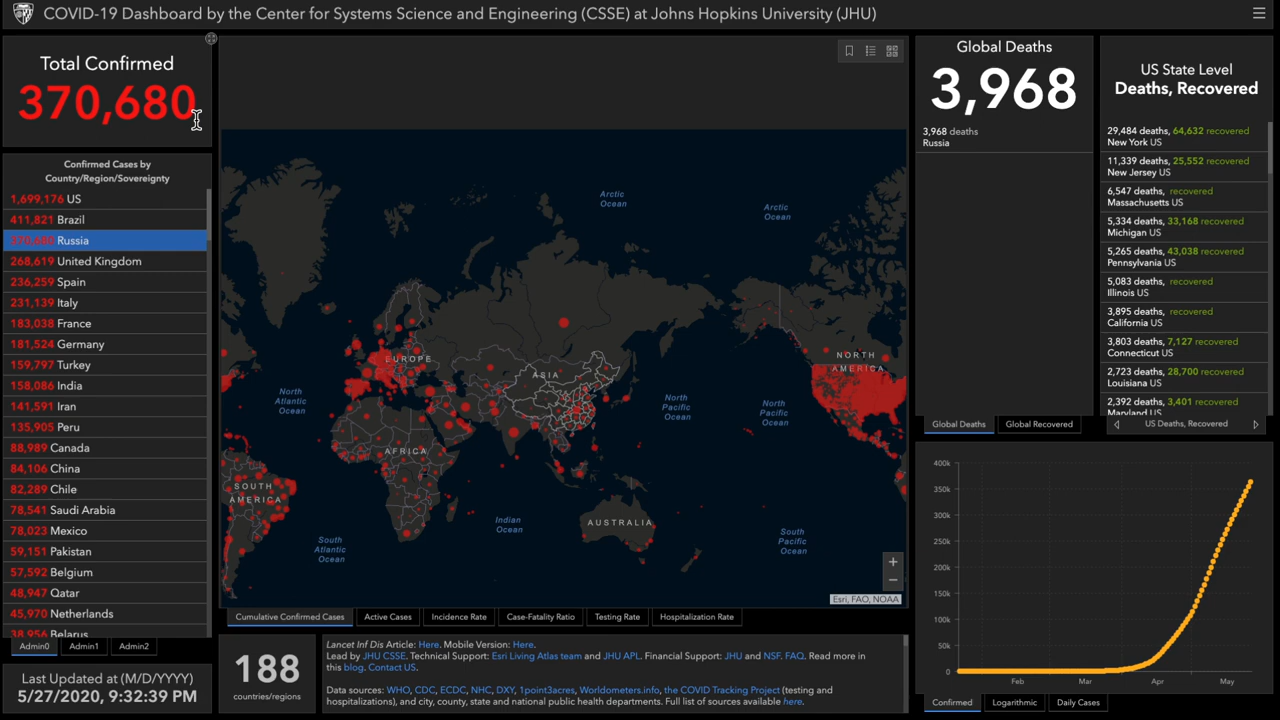 COVID-19 Dashboard by the Center for Systems Science and Engineering (CSSE) at Johns Hopkins University (JHU)
Total Confirmed
370,680
Confirmed Cases by
Country/Region/Sovereignty
1,699,176 US
411,821 Brazil
370,680 Russia
268,619 United Kingdom
236,259 Spain
231,139 Italy
183,038 France
181,524 Germany
159,797 Turkey
158,086 India
141,591 Iran
135,905 Peru
88,989 Canada
84,106 China
82,289 Chile
78,541 Saudi Arabia
78,023 Mexico
59,151 Pakistan
57,592 Belgium
48,947 Qatar
45,970 Netherlands
38,956 Belarus
Admin0
Admin1
Admin2
Last Updated at (M/D/YYYY)
5/27/2020, 9:32:39 PM
Arctic
Ocean
Arctic
Ocean
EUROPE
ASIA
NORTH
AMERICA
North
Atlantic
Ocean
North
Pacific
Ocean
North
Pacific
Ocean
AFRICA
SOUTH
AMERICA
Indian
Ocean
AUSTRALIA
South
Atlantic
Ocean
South
Pacific
Ocean
+
−
Esri, FAO, NOAA
Cumulative Confirmed Cases
Active Cases
Incidence Rate
Case-Fatality Ratio
Testing Rate
Hospitalization Rate
188
countries/regions
Lancet Inf Dis Article: Here. Mobile Version: Here.
Lead by JHU CSSE. Technical Support: Esri Living Atlas team and JHU APL. Financial Support: JHU and NSF. FAQ. Read more in
this blog. Contact US.
Data sources: WHO, CDC, ECDC, NHC, DXY, 1point3acres, Worldometers.info, the COVID Tracking Project (testing and
hospitalizations), and city, county, state and national public health departments. Full list of sources available here.
Global Deaths
3,968
3,968 deaths
Russia
Global Deaths
Global Recovered
US State Level
Deaths, Recovered
29,484 deaths, 64,632 recovered
New York US
11,339 deaths, 25,552 recovered
New Jersey US
6,547 deaths, recovered
Massachusetts US
5,334 deaths, 33,168 recovered
Michigan US
5,265 deaths, 43,038 recovered
Pennsylvania US
5,083 deaths, recovered
Illinois US
3,895 deaths, recovered
California US
3,803 deaths, 7,127 recovered
Connecticut US
2,723 deaths, 28,700 recovered
Louisiana US
2,392 deaths, 3,401 recovered
Maryland US
US Deaths, Recovered
400k
350k
300k
250k
200k
150k
100k
50k
0
Feb
Mar
Apr
May
Confirmed
Logarithmic
Daily Cases